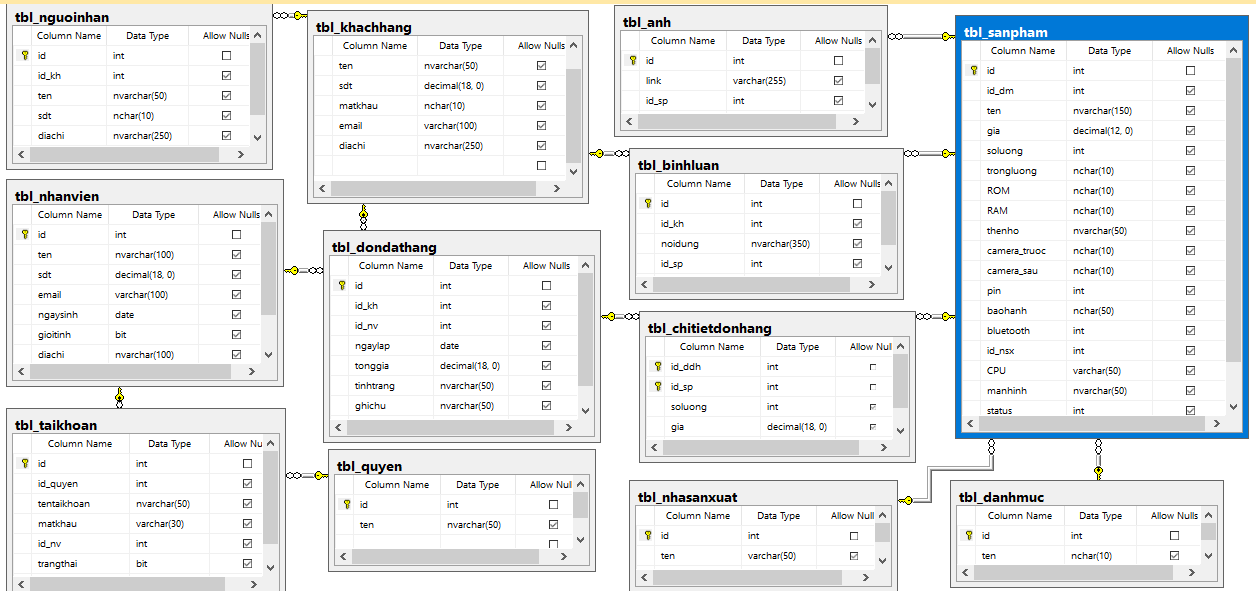 tbl_nguoinhan
Column Name Data Type Allow Nulls
id int
id_kh int
ten nvarchar(50)
sdt nchar(10)
diachi nvarchar(250)
tbl_khachhang
Column Name Data Type Allow Nulls
ten nvarchar(50)
sdt decimal(18, 0)
matkhau nchar(10)
email varchar(100)
diachi nvarchar(250)
tbl_anh
Column Name Data Type Allow Nulls
id int
link varchar(255)
id_sp int
tbl_sanpham
Column Name Data Type Allow Nulls
id int
id_dm int
ten nvarchar(150)
gia decimal(12, 0)
soluong int
trongluong nchar(10)
ROM nchar(10)
RAM nchar(10)
thenho nvarchar(50)
camera_truoc nchar(10)
camera_sau nchar(10)
pin int
baohanh nchar(50)
bluetooth int
id_nsx int
CPU varchar(50)
manhinh nvarchar(50)
status int
tbl_nhanvien
Column Name Data Type Allow Nulls
id int
ten nvarchar(100)
sdt decimal(18, 0)
email varchar(100)
ngaysinh date
gioitinh bit
diachi nvarchar(100)
tbl_dondathang
Column Name Data Type Allow Nulls
id int
id_kh int
id_nv int
ngaylap date
tonggia decimal(18, 0)
tinhtrang nvarchar(50)
ghichu nvarchar(50)
tbl_binhluan
Column Name Data Type Allow Nulls
id int
id_kh int
noidung nvarchar(350)
id_sp int
tbl_chitietdonhang
Column Name Data Type Allow Nul
id_ddh int
id_sp int
soluong int
gia decimal(18, 0)
tbl_taikhoan
Column Name Data Type Allow Nu
id int
id_quyen int
tentaikhoan nvarchar(50)
matkhau varchar(30)
id_nv int
trangthai bit
tbl_quyen
Column Name Data Type Allow Nul
id int
ten nvarchar(50)
tbl_nhasanxuat
Column Name Data Type Allow Null
id int
ten varchar(50)
tbl_danhmuc
Column Name Data Type Allow Nulls
id int
ten nchar(10)